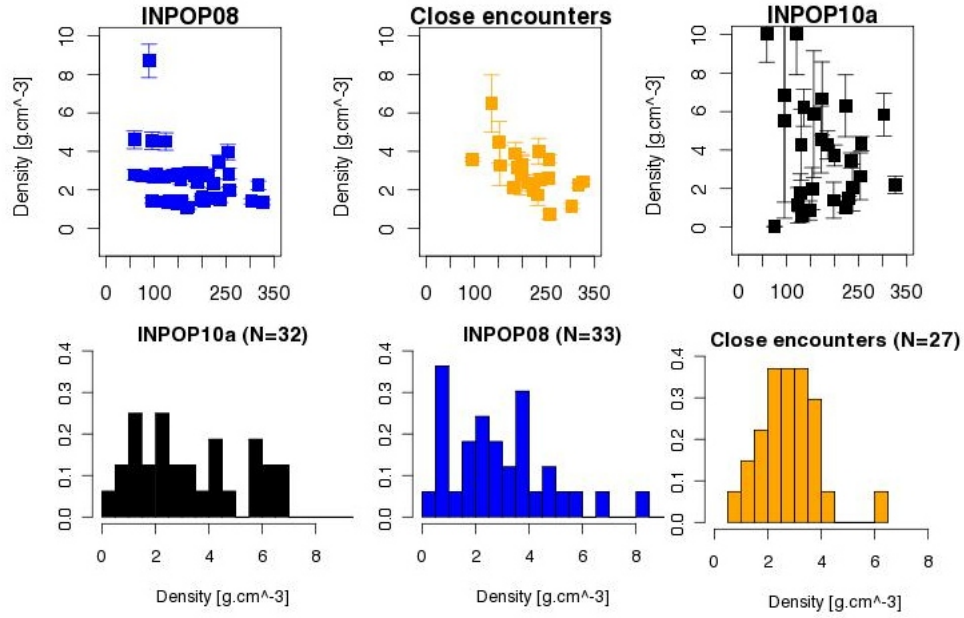 INPOP08
Density [g.cm^-3]
0 2 4 6 8 10
0 100 250 350
Close encounters
Density [g.cm^-3]
0 2 4 6 8 10
0 100 250 350
INPOP10a
Density [g.cm^-3]
0 2 4 6 8 10
0 100 250 350
INPOP10a (N=32)
0.0 0.1 0.2 0.3 0.4
0 2 4 6 8
Density [g.cm^-3]
INPOP08 (N=33)
0.0 0.1 0.2 0.3 0.4
0 2 4 6 8
Density [g.cm^-3]
Close encounters (N=27)
0.0 0.1 0.2 0.3 0.4
0 2 4 6 8
Density [g.cm^-3]